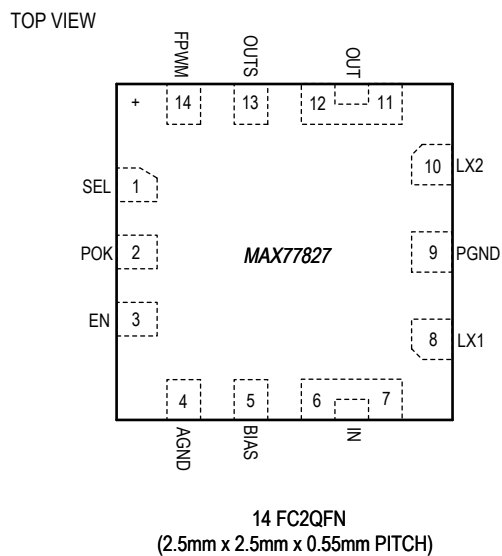 TOP VIEW
FPWM
OUTS
OUT
+
14
13
12
11
SEL
1
10
LX2
POK
2
MAX77827
9
PGND
EN
3
8
LX1
4
5
6
7
AGND
BIAS
IN
14 FC2QFN
(2.5mm x 2.5mm x 0.55mm PITCH)